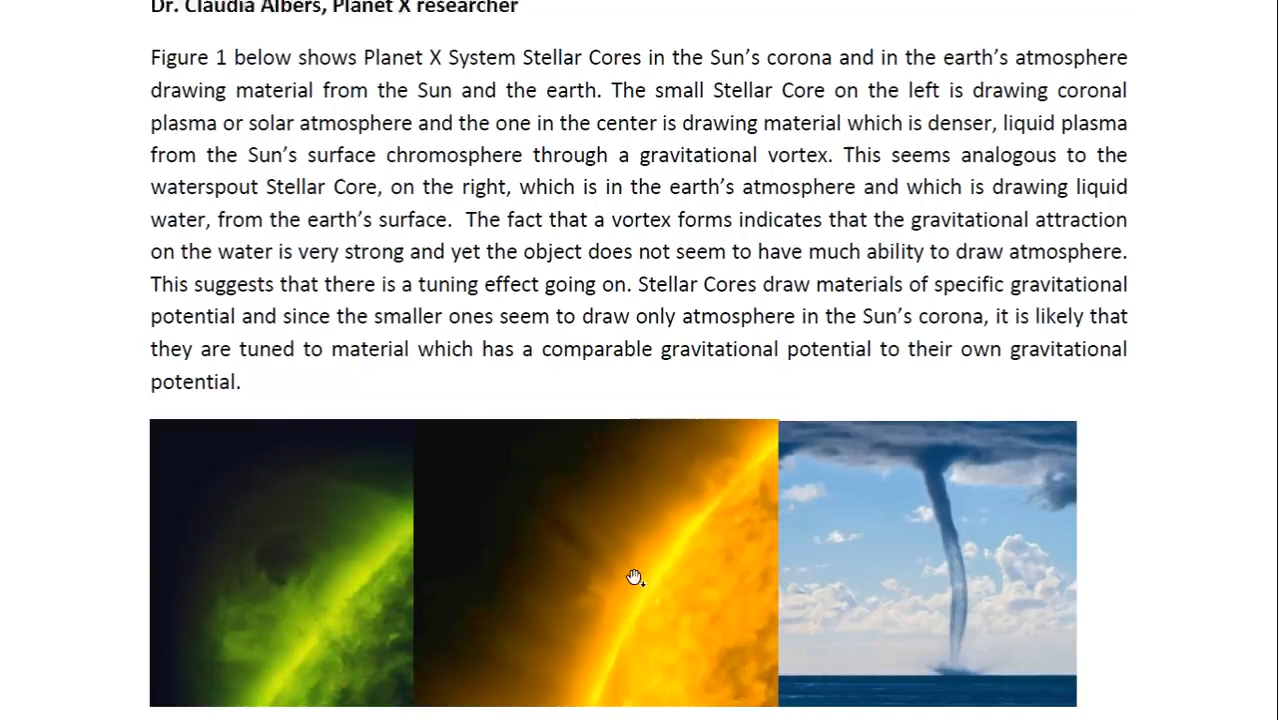 Dr. Claudia Albers, Planet X researcher
Figure 1 below shows Planet X System Stellar Cores in the Sun’s corona and in the earth’s atmosphere
drawing material from the Sun and the earth. The small Stellar Core on the left is drawing coronal
plasma or solar atmosphere and the one in the center is drawing material which is denser, liquid plasma
from the Sun’s surface chromosphere through a gravitational vortex. This seems analogous to the
waterspout Stellar Core, on the right, which is in the earth’s atmosphere and which is drawing liquid
water, from the earth’s surface.  The fact that a vortex forms indicates that the gravitational attraction
on the water is very strong and yet the object does not seem to have much ability to draw atmosphere.
This suggests that there is a tuning effect going on. Stellar Cores draw materials of specific gravitational
potential and since the smaller ones seem to draw only atmosphere in the Sun’s corona, it is likely that
they are tuned to material which has a comparable gravitational potential to their own gravitational
potential.